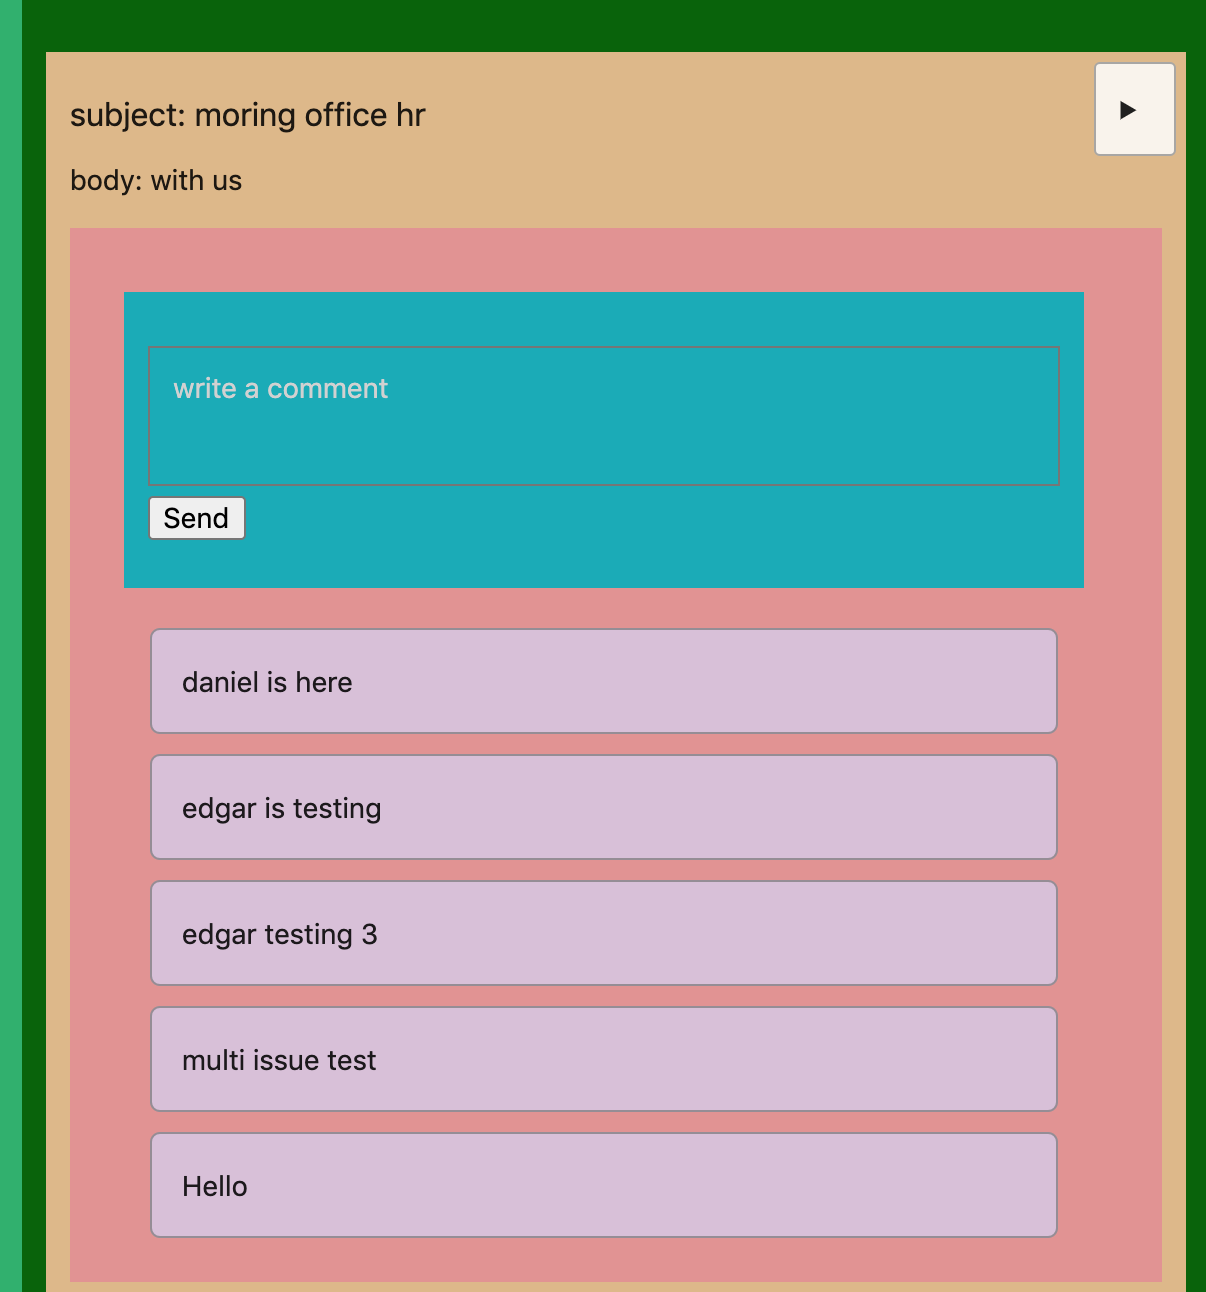 subject: moring office hr
body: with us
write a comment
Send
daniel is here
edgar is testing
edgar testing 3
multi issue test
Hello